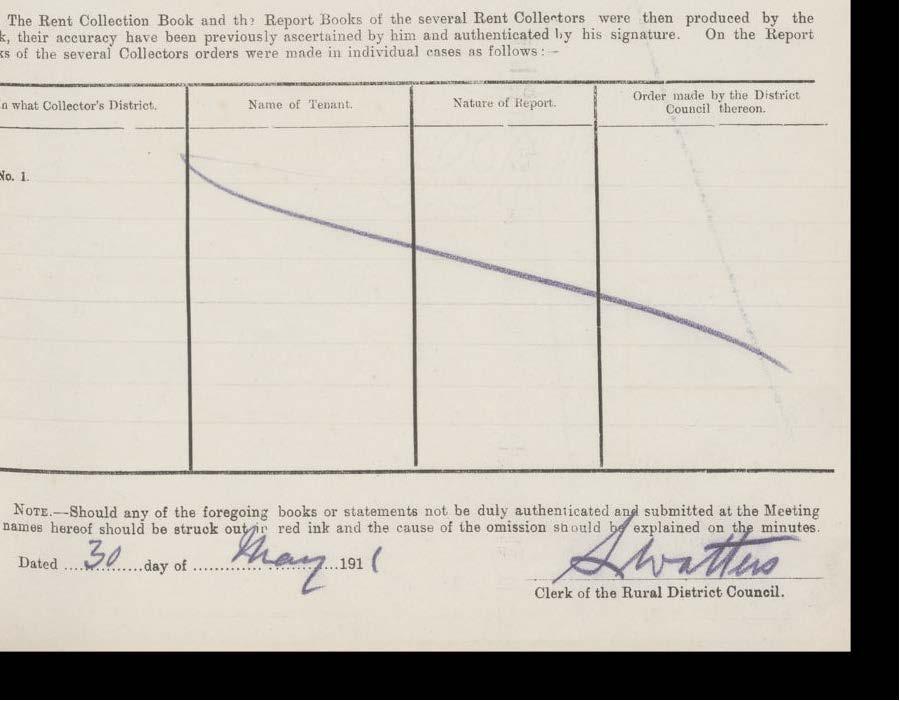 The Rent Collection Book and the Report Books of the several Rent Collectors were then produced by the
k, their accuracy have been previously ascertained by him and authenticated by his signature. On the Report
ks of the several Collectors orders were made in individual cases as follows:—
n what Collector's District. Name of Tenant. Nature of Report. Order made by the District Council thereon.
No. 1.
NOTE.—Should any of the foregoing books or statements not be duly authenticated and submitted at the Meeting
names hereof should be struck out in red ink and the cause of the omission should be explained on the minutes.
Dated ....30.......day of .............May...191 1
S Watters
Clerk of the Rural District Council.